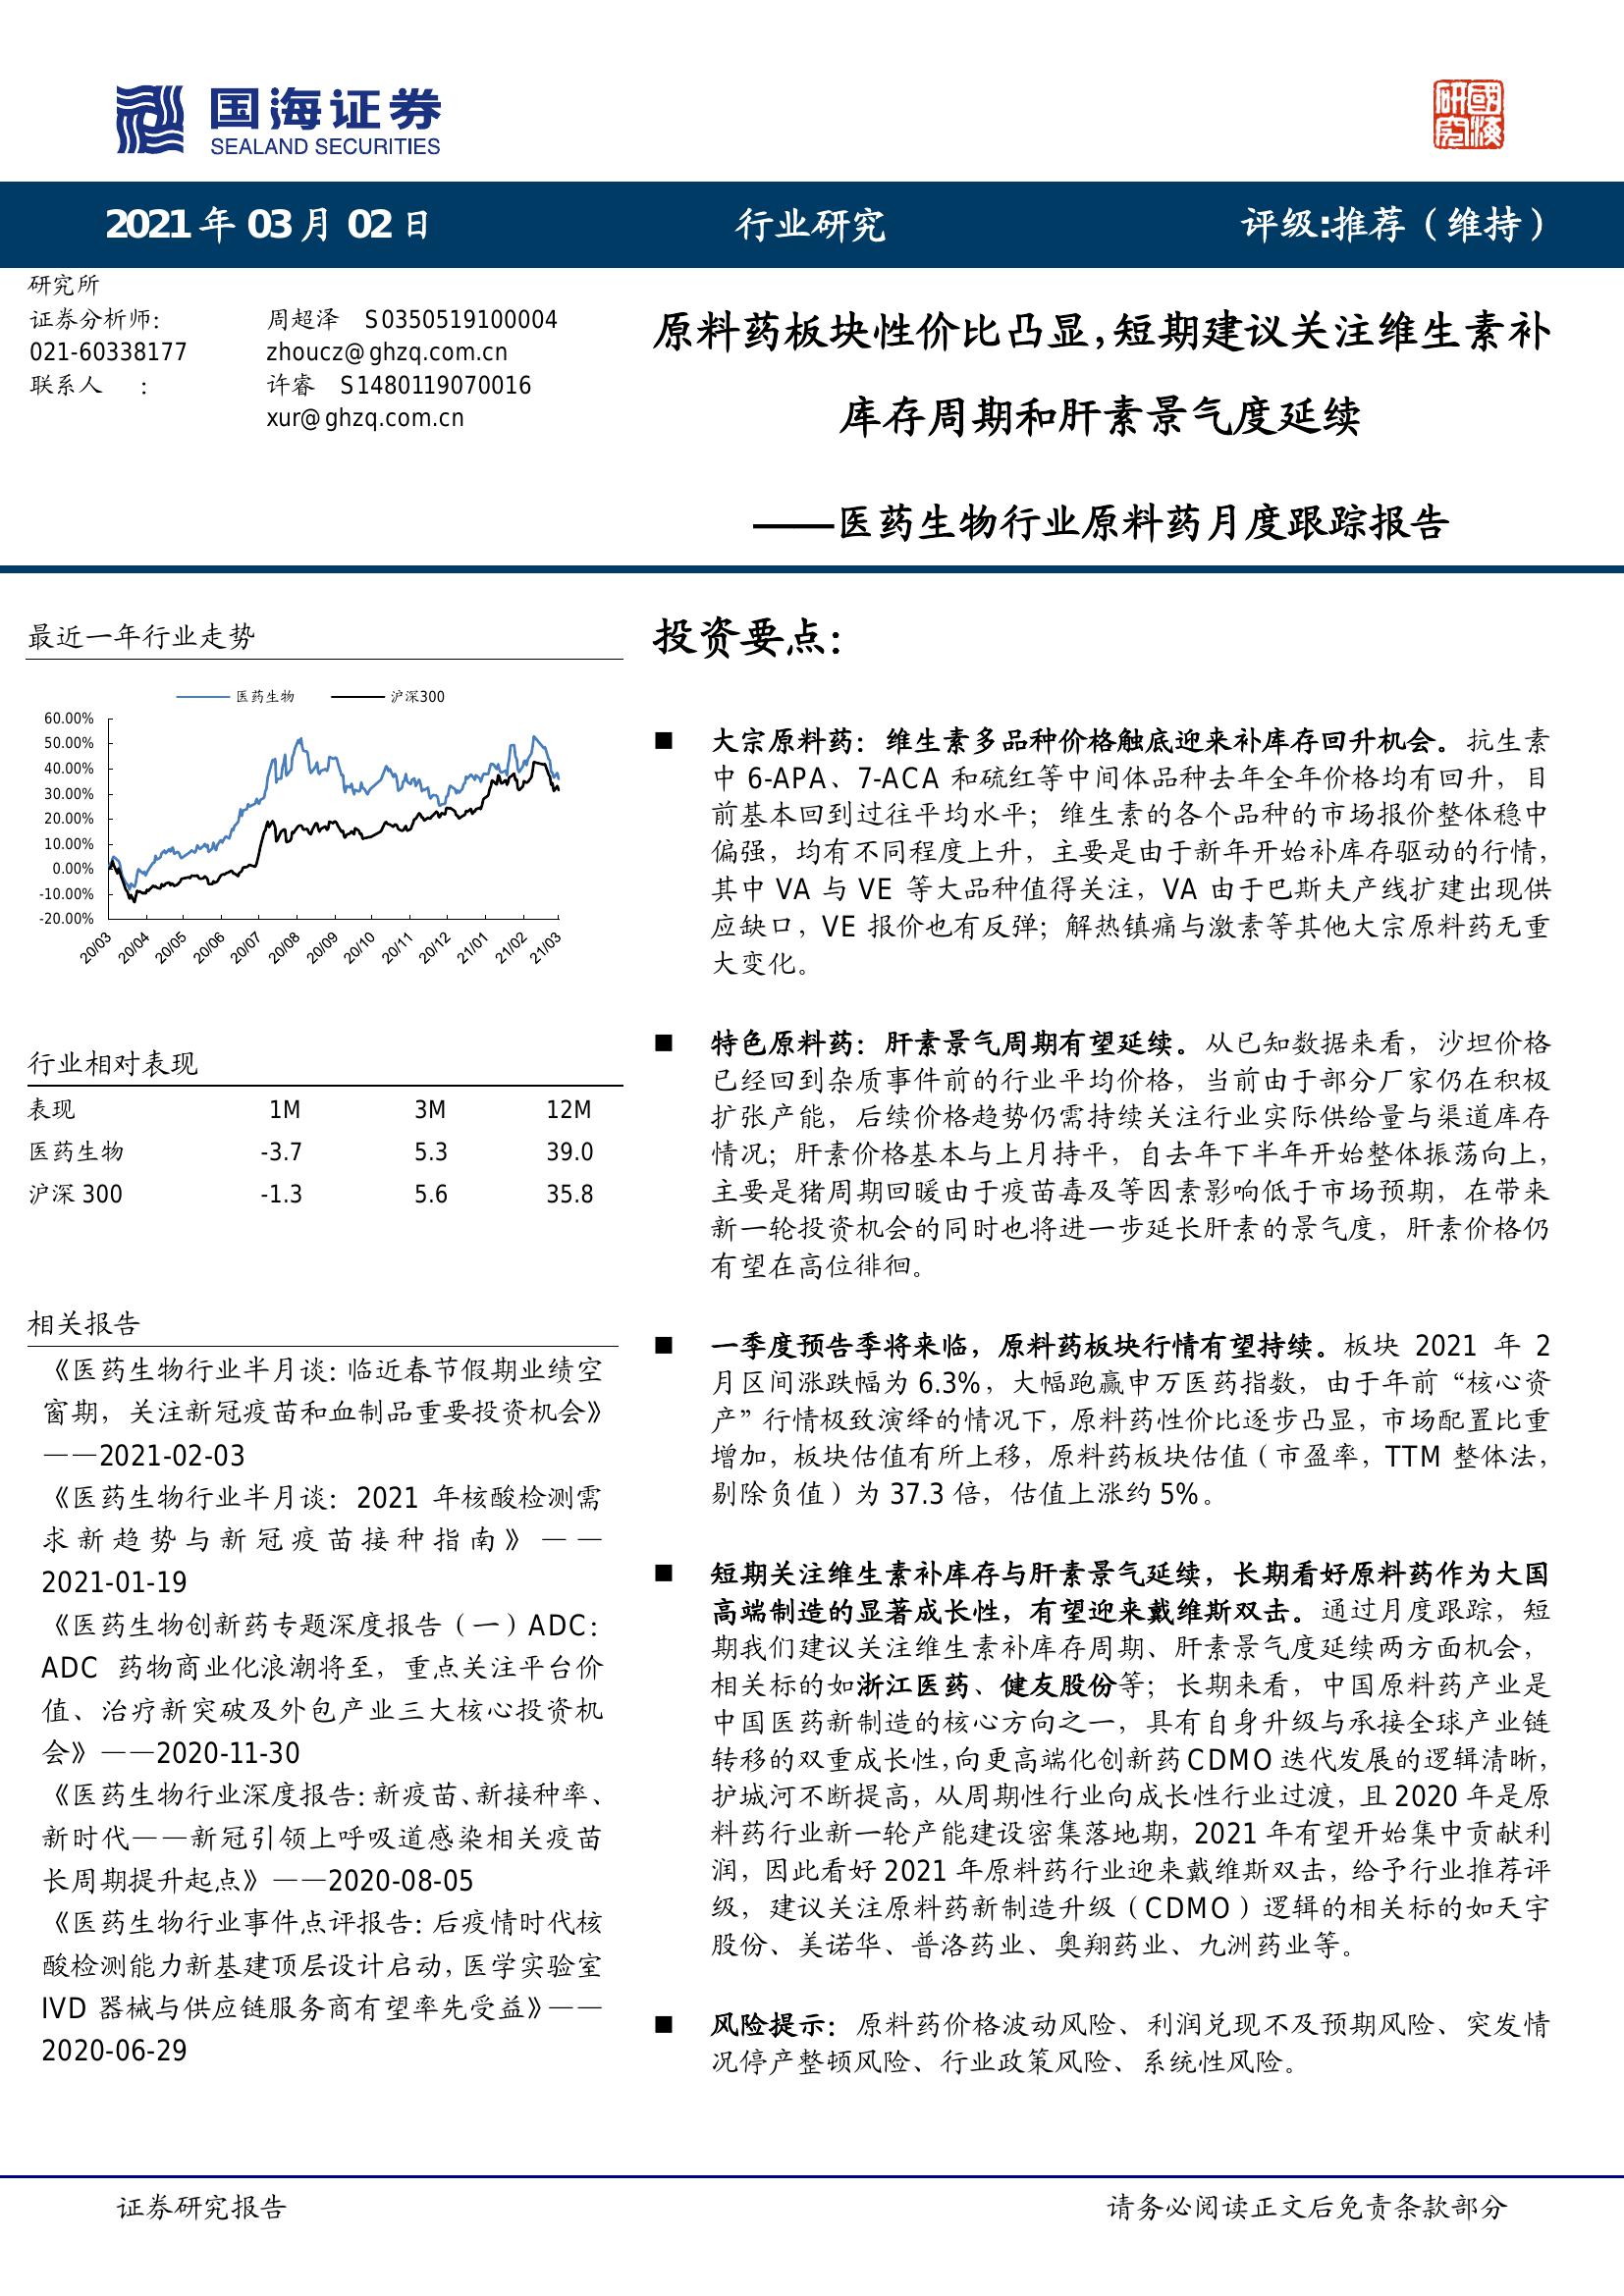 国海证券
SEALAND SECURITIES
研國
究海
2021 年 03 月 02 日
行业研究
评级:推荐（维持）
研究所
证券分析师: 周超泽 S0350519100004
021-60338177 zhoucz@ghzq.com.cn
联系人 : 许睿 S1480119070016
xur@ghzq.com.cn
原料药板块性价比凸显,短期建议关注维生素补
库存周期和肝素景气度延续
——医药生物行业原料药月度跟踪报告
最近一年行业走势
医药生物 沪深300
60.00%
50.00%
40.00%
30.00%
20.00%
10.00%
0.00%
-10.00%
-20.00%
20/03 20/04 20/05 20/06 20/07 20/08 20/09 20/10 20/11 20/12 21/01 21/02 21/03
行业相对表现
表现 1M 3M 12M
医药生物 -3.7 5.3 39.0
沪深 300 -1.3 5.6 35.8
相关报告
《医药生物行业半月谈: 临近春节假期业绩空
窗期，关注新冠疫苗和血制品重要投资机会》
——2021-02-03
《医药生物行业半月谈：2021 年核酸检测需
求新趋势与新冠疫苗接种指南》——
2021-01-19
《医药生物创新药专题深度报告（一）ADC：
ADC 药物商业化浪潮将至，重点关注平台价
值、治疗新突破及外包产业三大核心投资机
会》——2020-11-30
《医药生物行业深度报告: 新疫苗、新接种率、
新时代——新冠引领上呼吸道感染相关疫苗
长周期提升起点》——2020-08-05
《医药生物行业事件点评报告: 后疫情时代核
酸检测能力新基建顶层设计启动, 医学实验室
IVD 器械与供应链服务商有望率先受益》——
2020-06-29
投资要点：
■ 大宗原料药：维生素多品种价格触底迎来补库存回升机会。抗生素
中 6-APA、7-ACA 和硫红等中间体品种去年全年价格均有回升，目
前基本回到过往平均水平；维生素的各个品种的市场报价整体稳中
偏强，均有不同程度上升，主要是由于新年开始补库存驱动的行情，
其中 VA 与 VE 等大品种值得关注，VA 由于巴斯夫产线扩建出现供
应缺口，VE 报价也有反弹；解热镇痛与激素等其他大宗原料药无重
大变化。
■ 特色原料药：肝素景气周期有望延续。从已知数据来看，沙坦价格
已经回到杂质事件前的行业平均价格，当前由于部分厂家仍在积极
扩张产能，后续价格趋势仍需持续关注行业实际供给量与渠道库存
情况；肝素价格基本与上月持平，自去年下半年开始整体振荡向上，
主要是猪周期回暖由于疫苗毒及等因素影响低于市场预期，在带来
新一轮投资机会的同时也将进一步延长肝素的景气度，肝素价格仍
有望在高位徘徊。
■ 一季度预告季将来临，原料药板块行情有望持续。板块 2021 年 2
月区间涨跌幅为 6.3%，大幅跑赢申万医药指数，由于年前“核心资
产”行情极致演绎的情况下，原料药性价比逐步凸显，市场配置比重
增加，板块估值有所上移，原料药板块估值（市盈率，TTM 整体法，
剔除负值）为 37.3 倍，估值上涨约 5%。
■ 短期关注维生素补库存与肝素景气延续，长期看好原料药作为大国
高端制造的显著成长性，有望迎来戴维斯双击。通过月度跟踪，短
期我们建议关注维生素补库存周期、肝素景气度延续两方面机会，
相关标的如浙江医药、健友股份等；长期来看，中国原料药产业是
中国医药新制造的核心方向之一，具有自身升级与承接全球产业链
转移的双重成长性,向更高端化创新药 CDMO 迭代发展的逻辑清晰，
护城河不断提高，从周期性行业向成长性行业过渡，且 2020 年是原
料药行业新一轮产能建设密集落地期，2021 年有望开始集中贡献利
润，因此看好 2021 年原料药行业迎来戴维斯双击，给予行业推荐评
级，建议关注原料药新制造升级（CDMO）逻辑的相关标的如天宇
股份、美诺华、普洛药业、奥翔药业、九洲药业等。
■ 风险提示：原料药价格波动风险、利润兑现不及预期风险、突发情
况停产整顿风险、行业政策风险、系统性风险。
证券研究报告
请务必阅读正文后免责条款部分